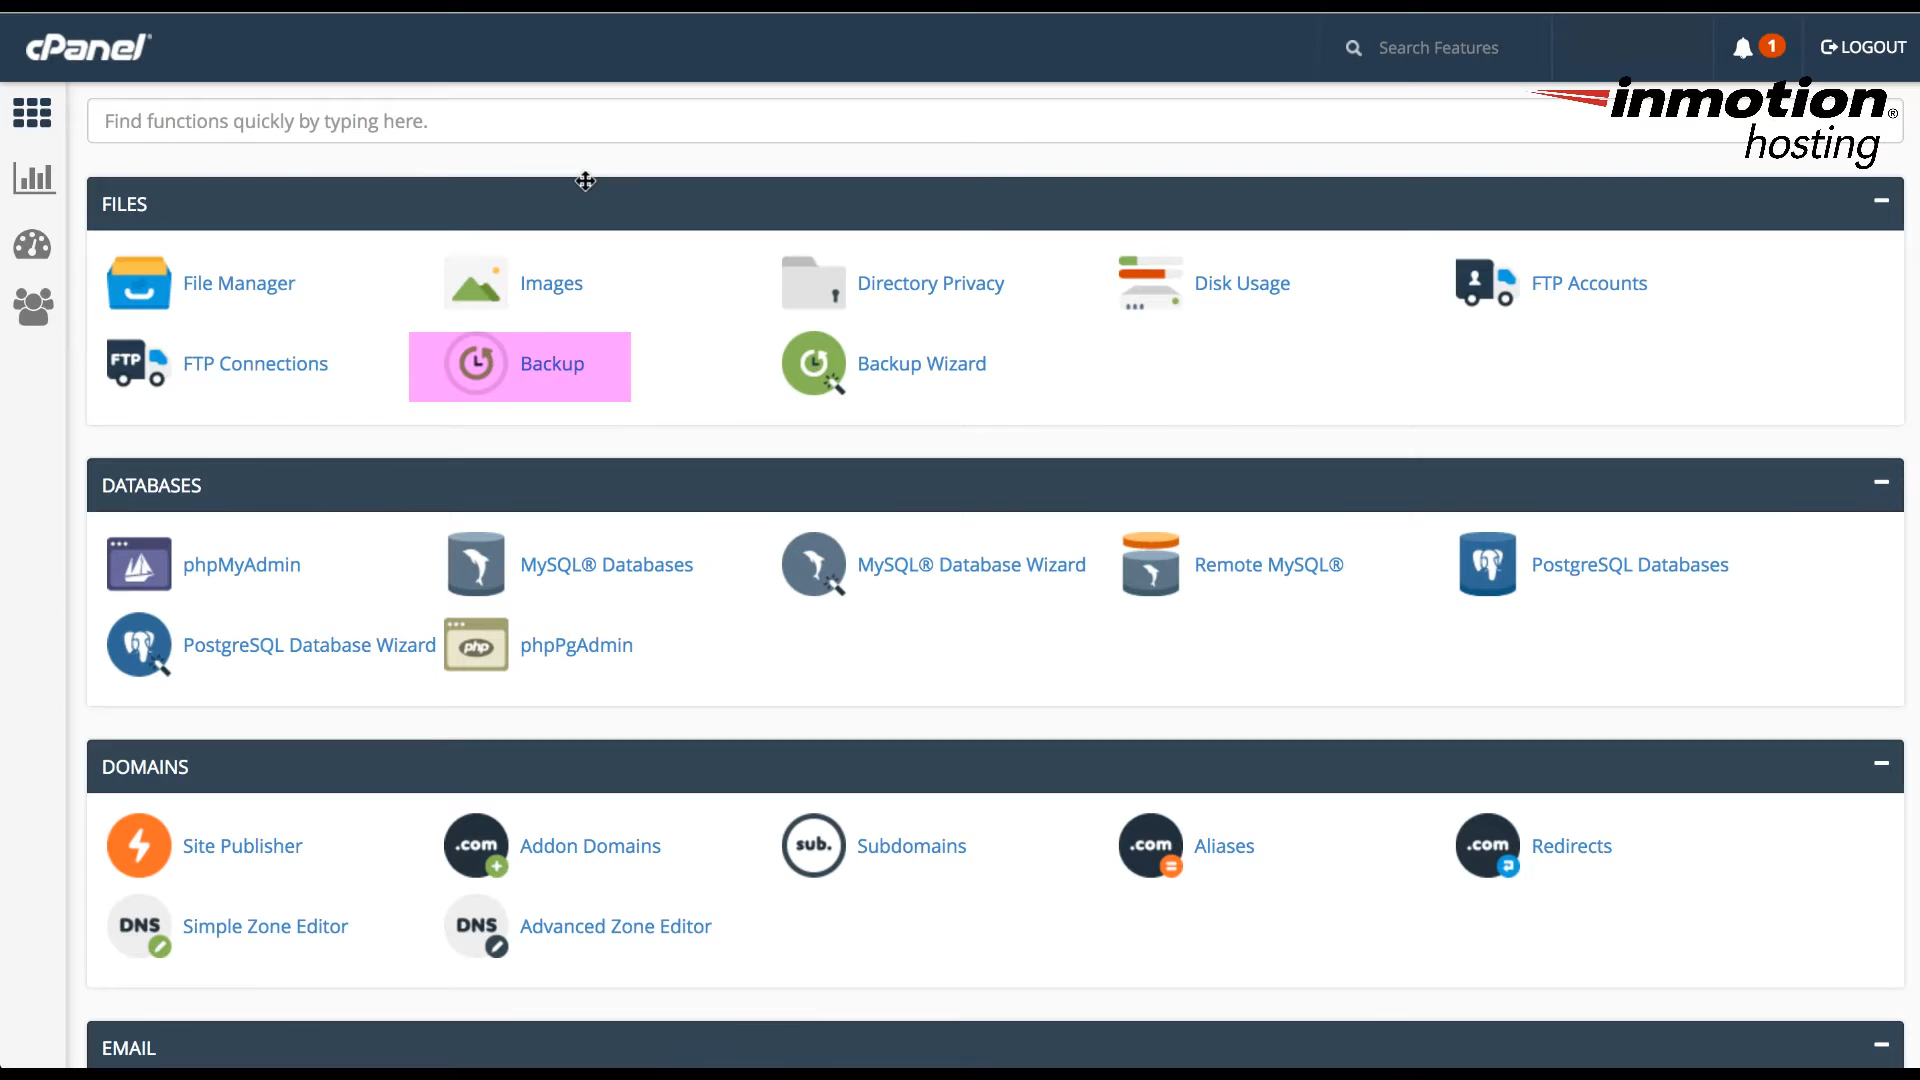 cPanel
Search Features
1
LOGOUT
inmotion®
hosting
Find functions quickly by typing here.
FILES
File Manager
Images
Directory Privacy
Disk Usage
FTP Accounts
FTP
FTP Connections
Backup
Backup Wizard
DATABASES
phpMyAdmin
MySQL® Databases
MySQL® Database Wizard
Remote MySQL®
PostgreSQL Databases
PostgreSQL Database Wizard
php
phpPgAdmin
DOMAINS
Site Publisher
.com
Addon Domains
sub.
Subdomains
.com
Aliases
.com
Redirects
DNS
Simple Zone Editor
DNS
Advanced Zone Editor
EMAIL